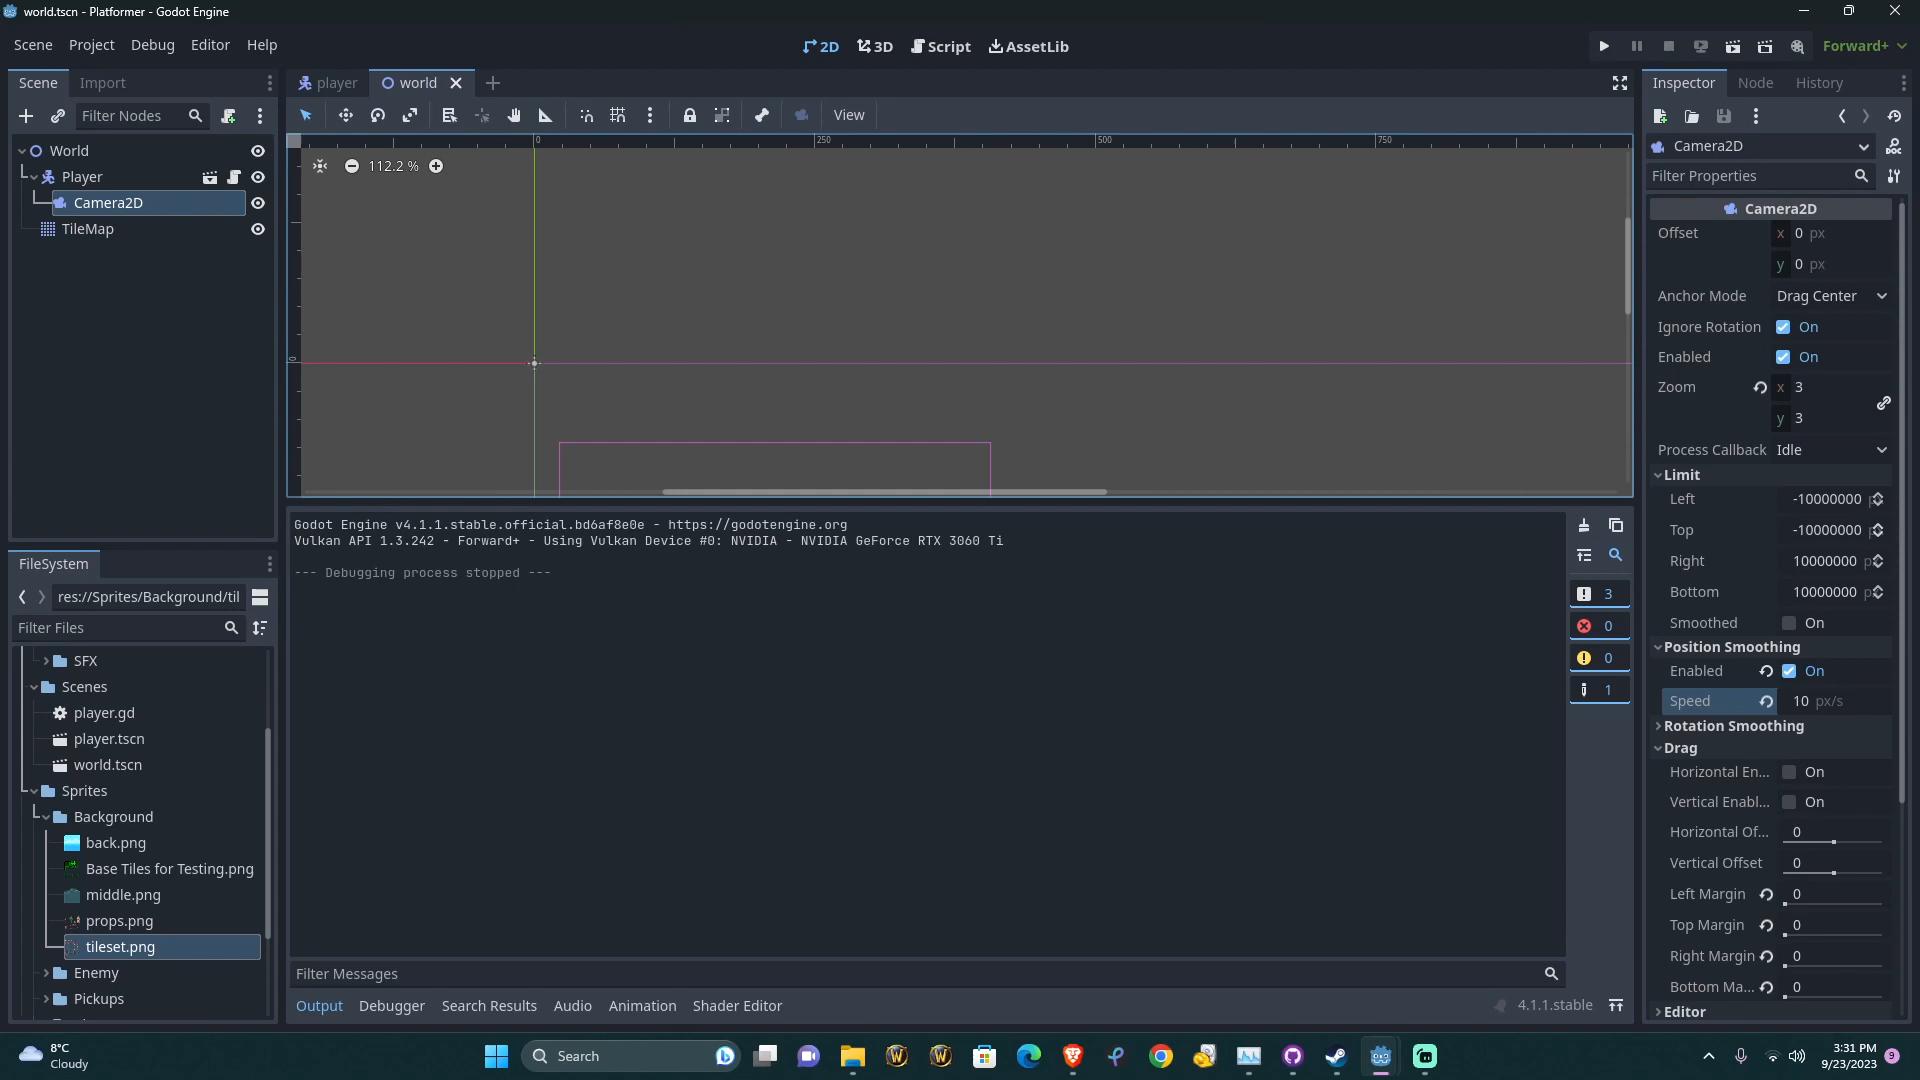 world.tscn - Platformer - Godot Engine
Scene Project Debug Editor Help
2D 3D Script AssetLib
Forward+
Scene Import
player world
Inspector Node History
Filter Nodes
View
0 250 500 750
0
112.2 %
World
Player
Camera2D
TileMap
Camera2D
Filter Properties
Camera2D
Offset x 0 px
y 0 px
Anchor Mode Drag Center
Ignore Rotation On
Enabled On
Zoom x 3
y 3
Process Callback Idle
Limit
Left -10000000
Top -10000000
Right 10000000
Bottom 10000000
Smoothed On
Position Smoothing
Enabled On
Speed 10 px/s
Rotation Smoothing
Drag
Horizontal En... On
Vertical Enabl... On
Horizontal Of... 0
Vertical Offset 0
Left Margin 0
Top Margin 0
Right Margin 0
Bottom Ma... 0
Editor
Godot Engine v4.1.1.stable.official.bd6af8e0e - https://godotengine.org
Vulkan API 1.3.242 - Forward+ - Using Vulkan Device #0: NVIDIA - NVIDIA GeForce RTX 3060 Ti
--- Debugging process stopped ---
3
0
0
1
Filter Messages
Output Debugger Search Results Audio Animation Shader Editor
4.1.1.stable
FileSystem
res://Sprites/Background/til
Filter Files
SFX
Scenes
player.gd
player.tscn
world.tscn
Sprites
Background
back.png
Base Tiles for Testing.png
middle.png
props.png
tileset.png
Enemy
Pickups
8°C
Cloudy
Search
3:31 PM
9/23/2023
9